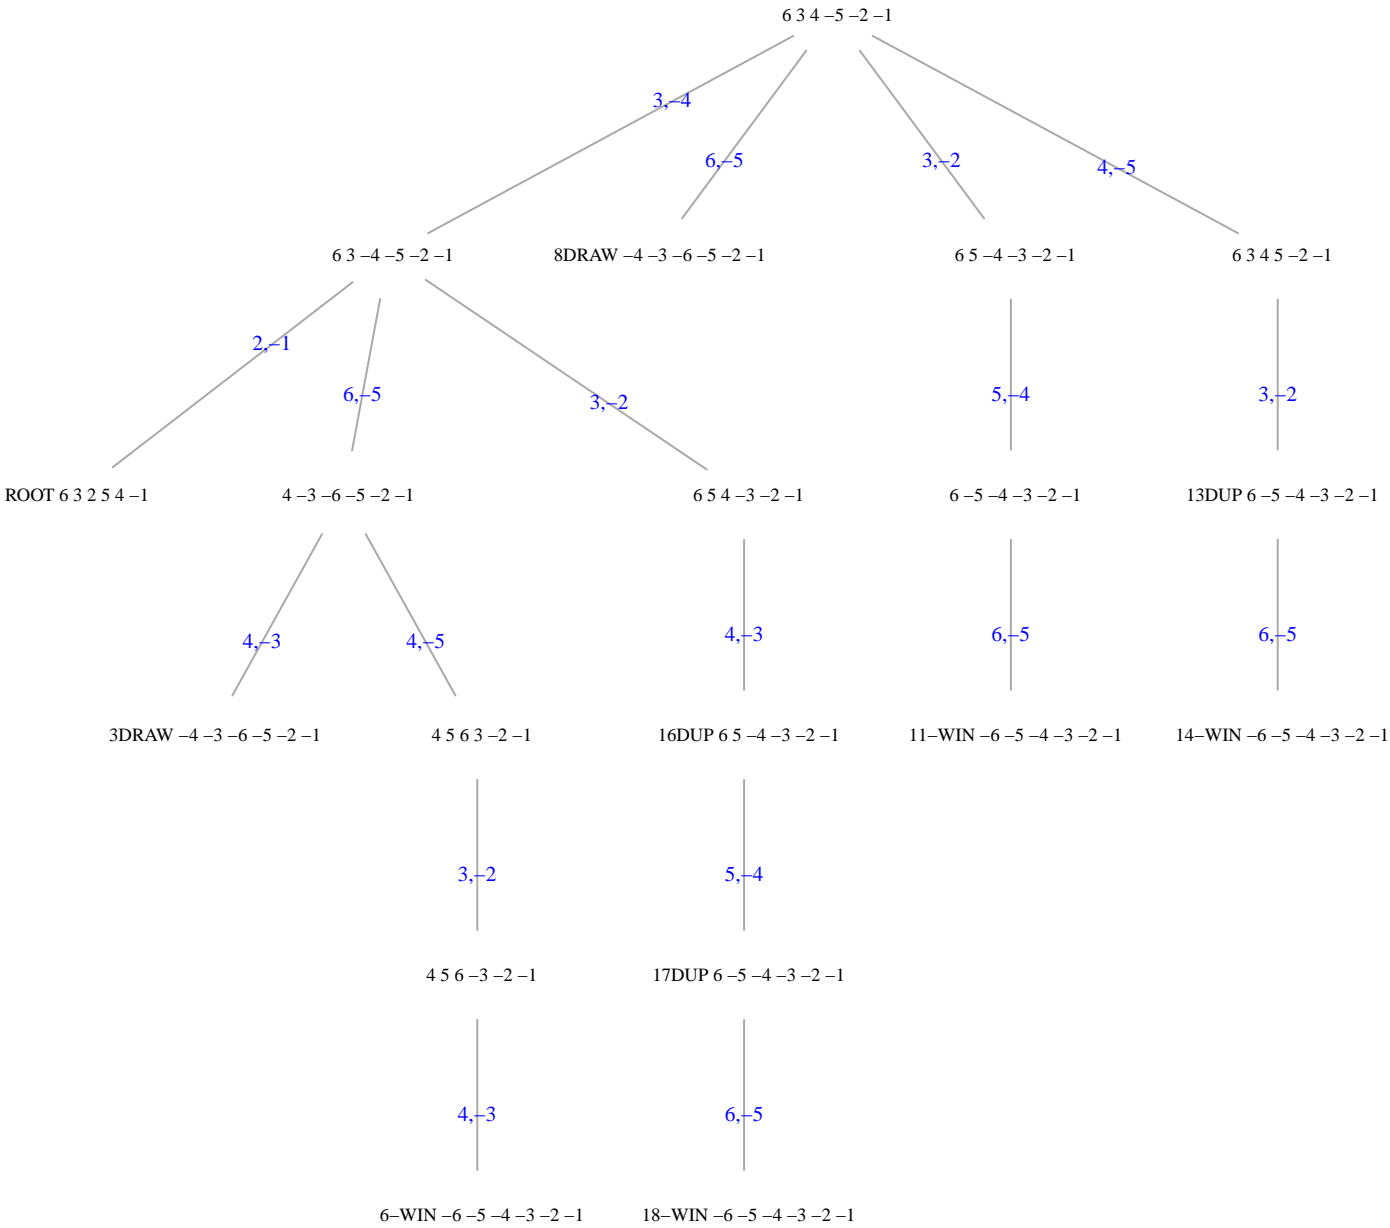 6 3 4 −5 −2 −1
3,−4
6,−5
3,−2
4,−5
6 3 −4 −5 −2 −1
8DRAW −4 −3 −6 −5 −2 −1
6 5 −4 −3 −2 −1
6 3 4 5 −2 −1
2,−1
6,−5
3,−2
5,−4
3,−2
ROOT 6 3 2 5 4 −1
4 −3 −6 −5 −2 −1
6 5 4 −3 −2 −1
6 −5 −4 −3 −2 −1
13DUP 6 −5 −4 −3 −2 −1
4,−3
4,−5
4,−3
6,−5
6,−5
3DRAW −4 −3 −6 −5 −2 −1
4 5 6 3 −2 −1
16DUP 6 5 −4 −3 −2 −1
11−WIN −6 −5 −4 −3 −2 −1
14−WIN −6 −5 −4 −3 −2 −1
3,−2
5,−4
4 5 6 −3 −2 −1
17DUP 6 −5 −4 −3 −2 −1
4,−3
6,−5
6−WIN −6 −5 −4 −3 −2 −1
18−WIN −6 −5 −4 −3 −2 −1